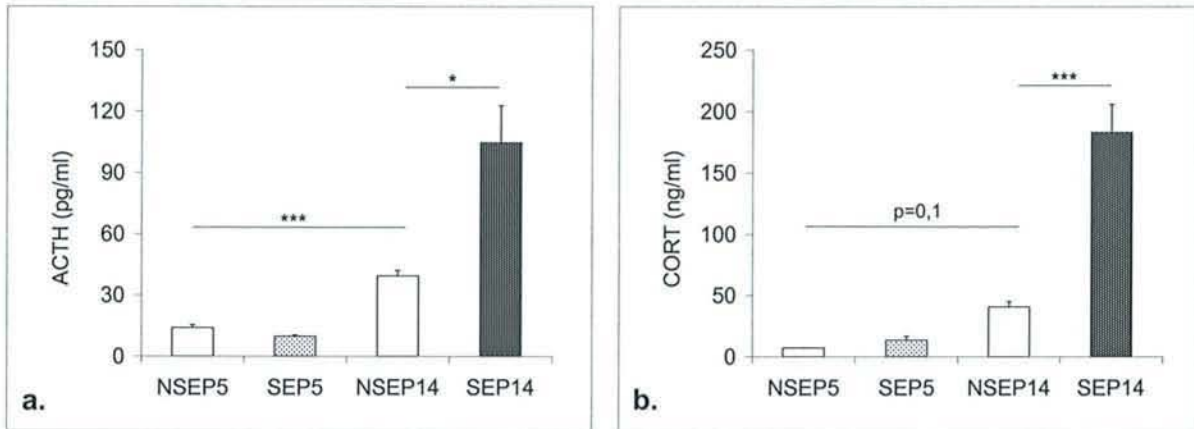 150
120
90
60
30
0
ACTH (pg/ml)
*
***
NSEP5 SEP5 NSEP14 SEP14
a.
250
200
150
100
50
0
CORT (ng/ml)
***
p=0,1
NSEP5 SEP5 NSEP14 SEP14
b.